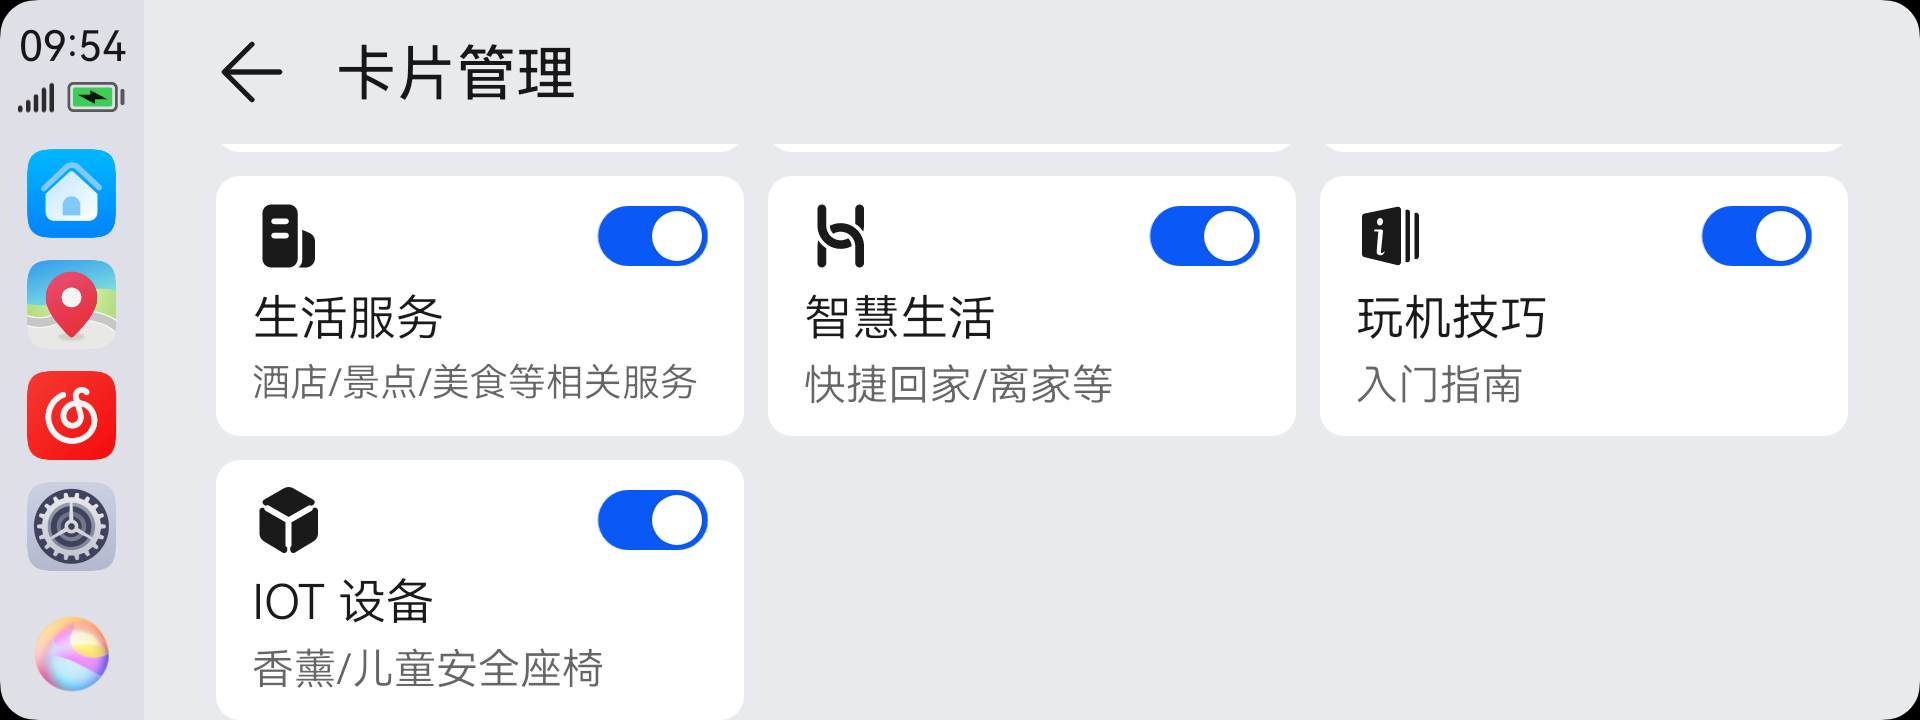 09:54
卡片管理
生活服务
酒店/景点/美食等相关服务
智慧生活
快捷回家/离家等
玩机技巧
入门指南
IOT 设备
香薰/儿童安全座椅